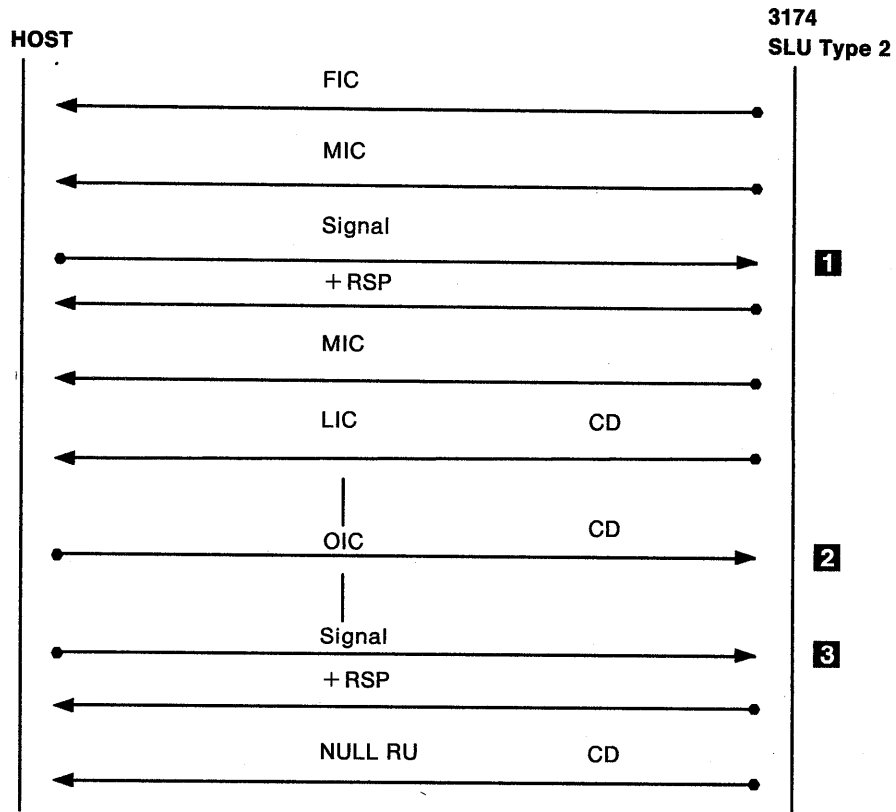 HOST
3174
SLU Type 2
FIC
MIC
Signal
1
+RSP
MIC
LIC CD
OIC CD
2
Signal
3
+RSP
NULL RU CD